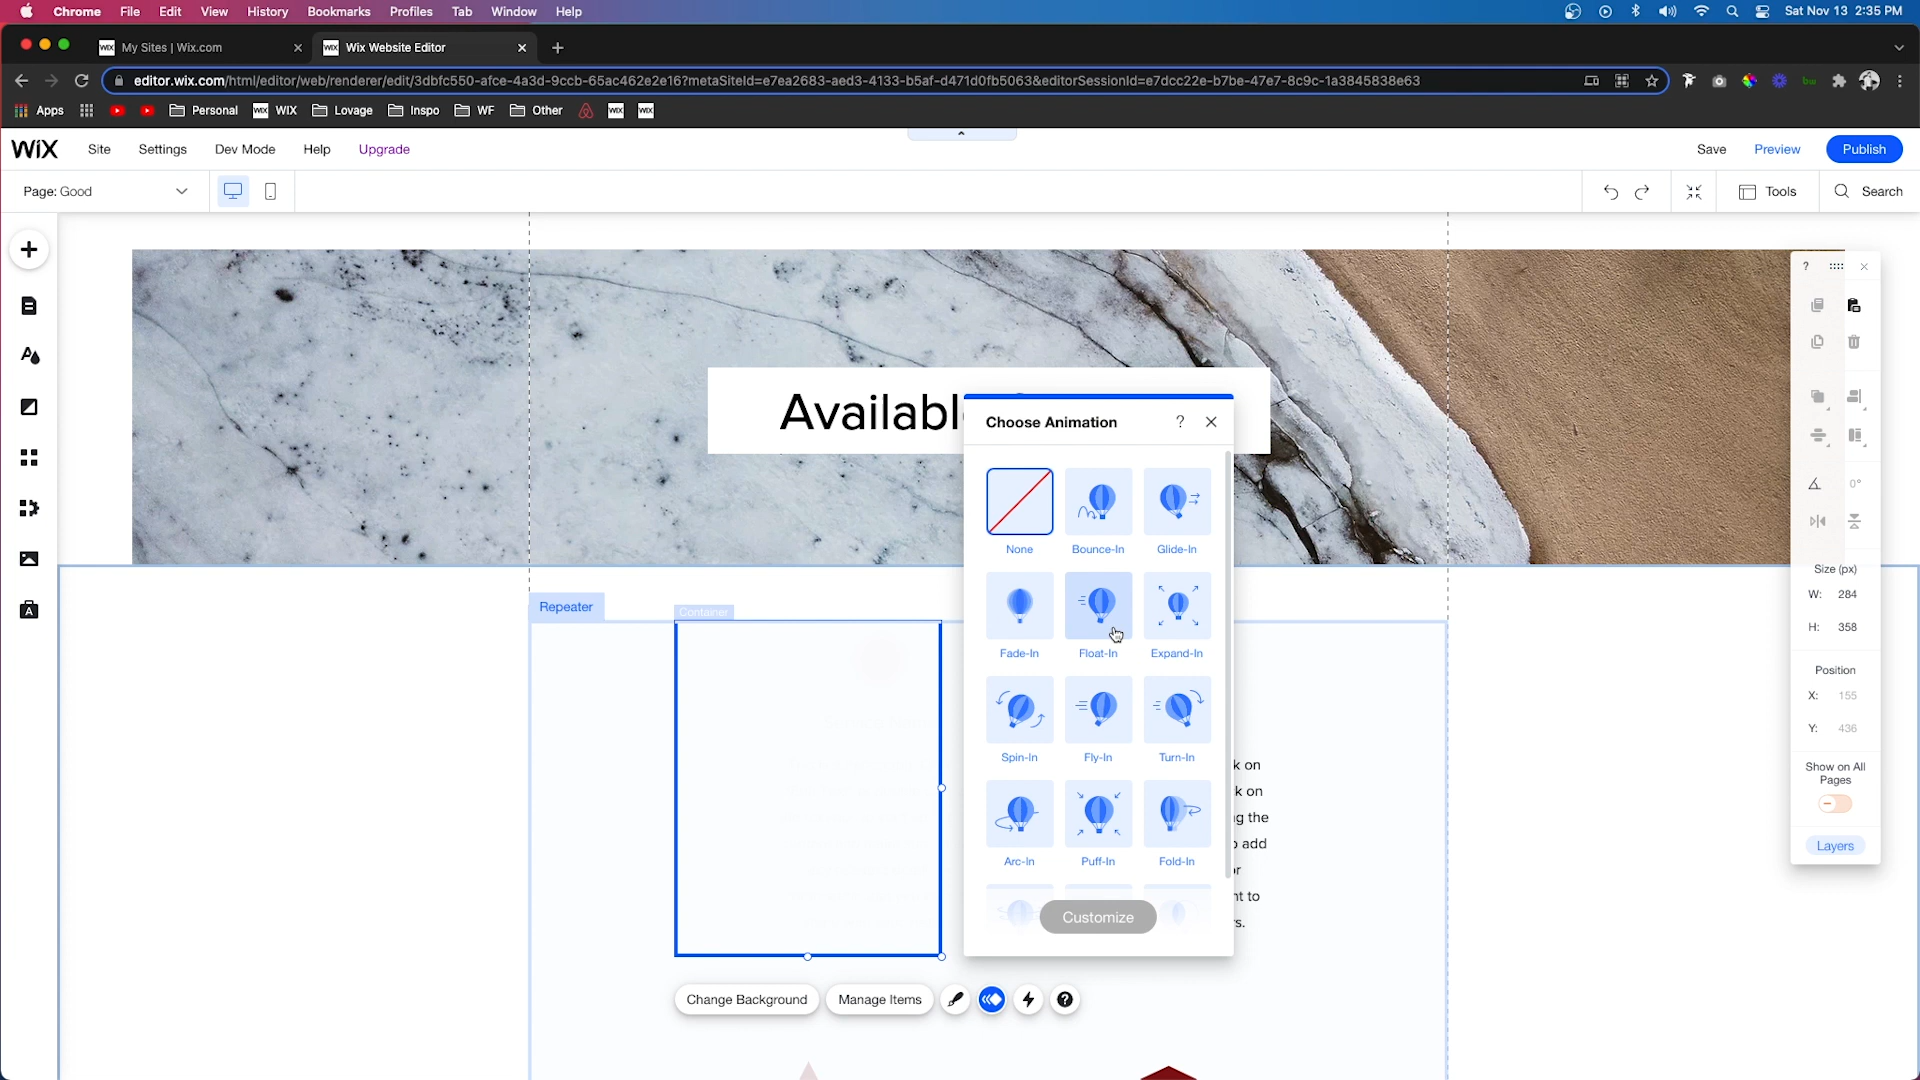 Chrome File Edit View History Bookmarks Profiles Tab Window Help Sat Nov 13 2:35 PM
WIX My Sites | Wix.com WIX Wix Website Editor
editor.wix.com/html/editor/web/renderer/edit/3dbfc550-afce-4a3d-9ccb-65ac462e2e16?metaSiteId=e7ea2683-aed3-4133-b5af-d471d0fb5063&editorSessionId=e7dcc22e-b7be-47e7-8c9c-1a3845838e63
Apps Personal WIX WIX Lovage Inspo WF Other WIX WIX
WIX Site Settings Dev Mode Help Upgrade Save Preview Publish
Page: Good Tools Search
Choose Animation ?
None Bounce-In Glide-In
Fade-In Float-In Expand-In
Spin-In Fly-In Turn-In
Arc-In Puff-In Fold-In
Customize
Repeater Container
k on
k on
g the
add
or
nt to
s.
Change Background Manage Items
?
0°
Size (px)
W: 284
H: 358
Position
X: 155
Y: 436
Show on All
Pages
Layers